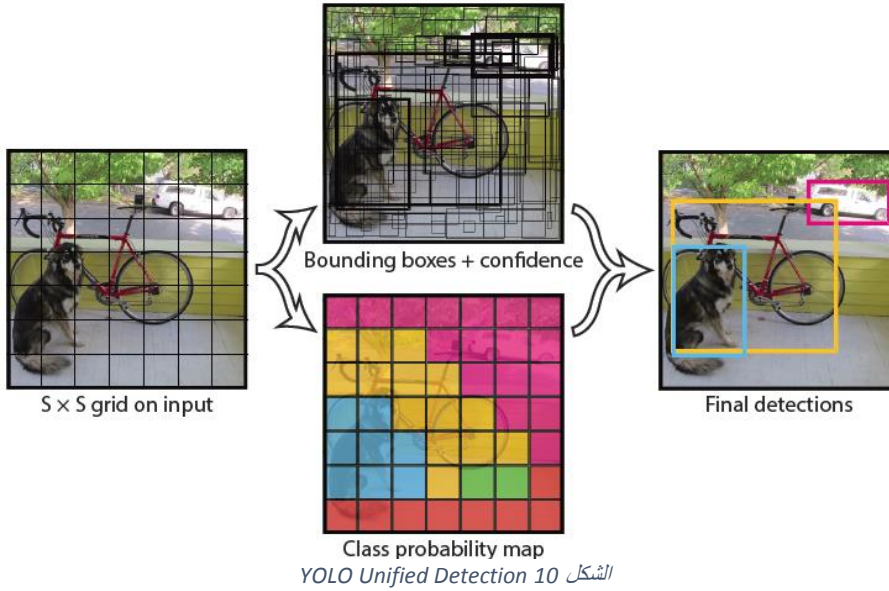 Bounding boxes + confidence
S × S grid on input
Final detections
Class probability map
الشكل 10 YOLO Unified Detection